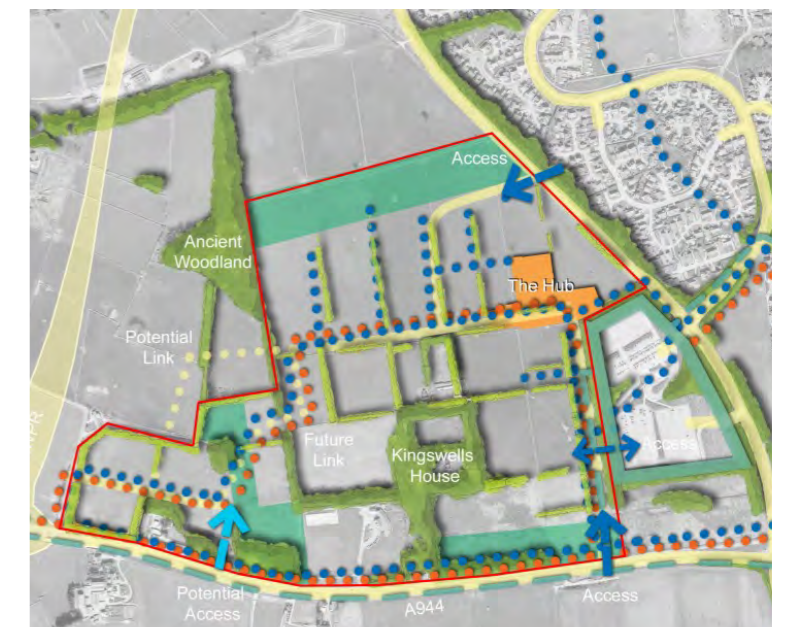 Access
Ancient
Woodland
The Hub
Potential
Link
Future
Link
Kingswells
House
Access
Potential
Access
A944
Access